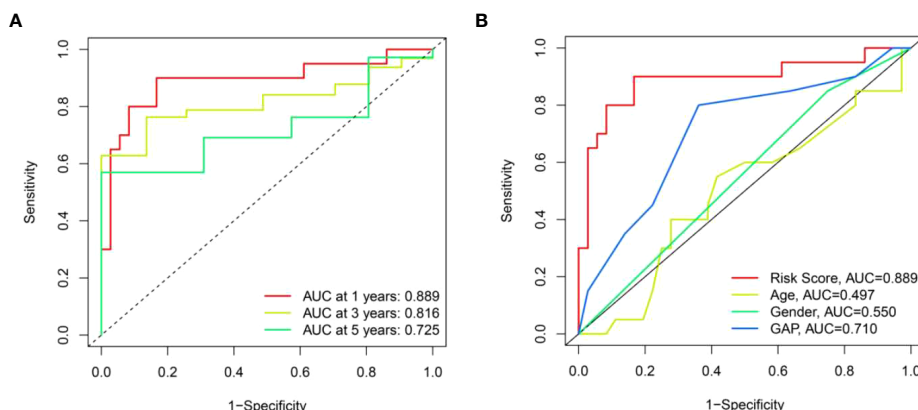 A
Sensitivity
1.0
0.8
0.6
0.4
0.2
0.0
AUC at 1 years: 0.889
AUC at 3 years: 0.816
AUC at 5 years: 0.725
0.0 0.2 0.4 0.6 0.8 1.0
1−Specificity
B
Sensitivity
1.0
0.8
0.6
0.4
0.2
0.0
Risk Score, AUC=0.889
Age, AUC=0.497
Gender, AUC=0.550
GAP, AUC=0.710
0.0 0.2 0.4 0.6 0.8 1.0
1−Specificity